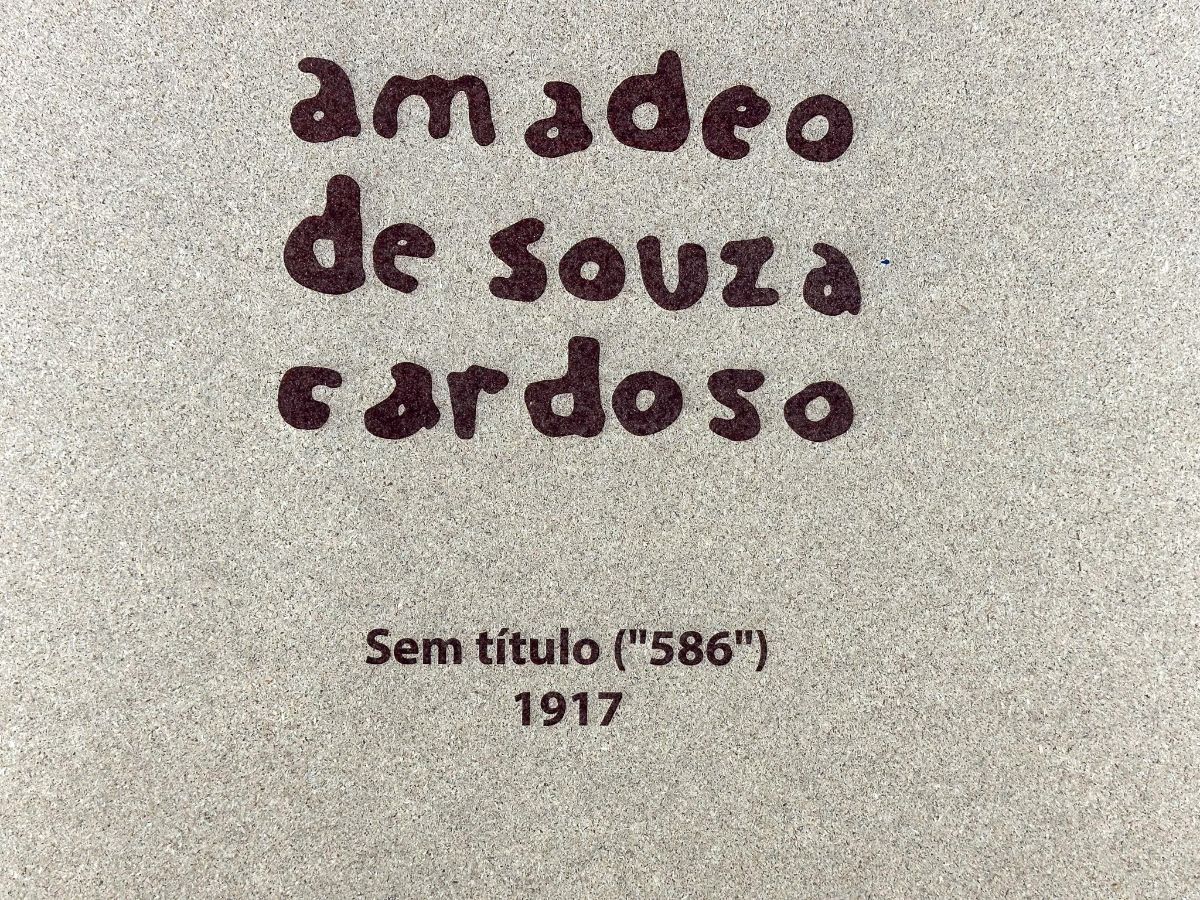 amadeo
de souza
cardoso
Sem título ("586")
1917